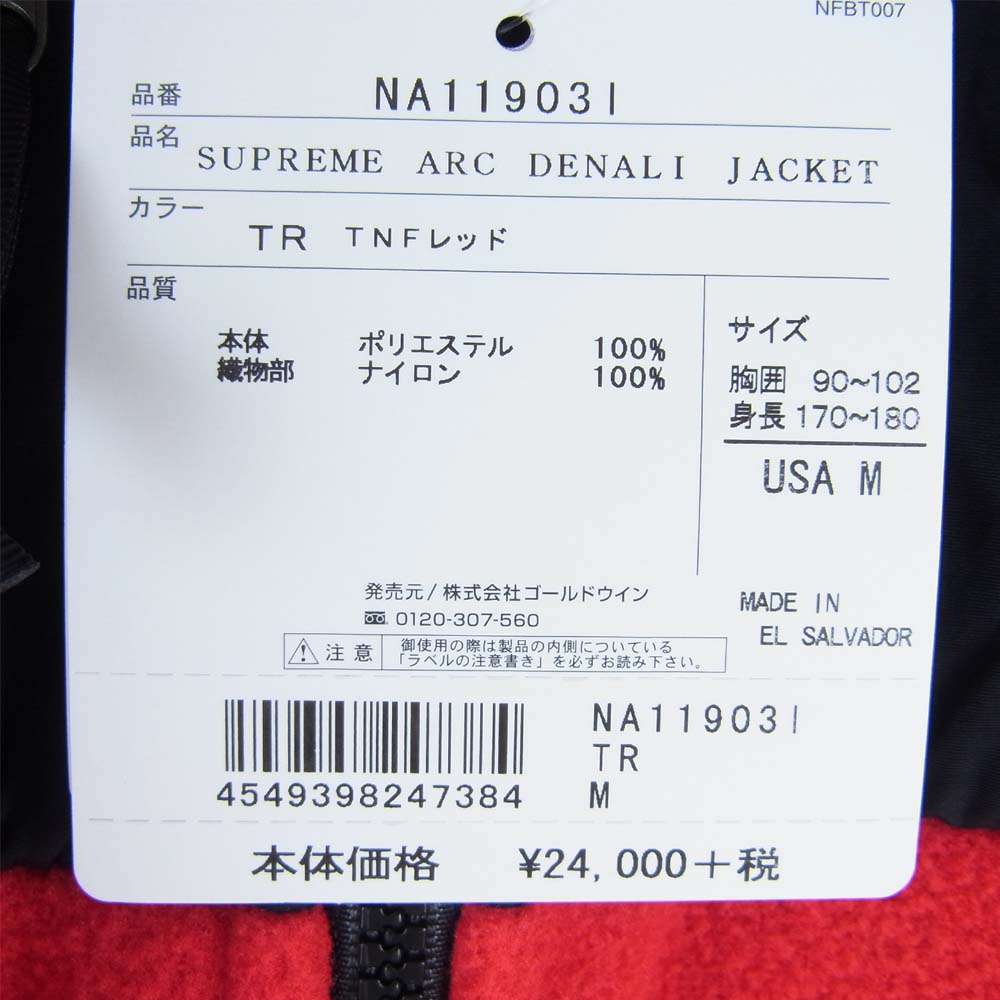 NFBT007
品番 NA11903I
品名 SUPREME ARC DENALI JACKET
カラー TR TNFレッド
品質
本体 ポリエステル 100%
織物部 ナイロン 100%
サイズ
胸囲 90~102
身長 170~180
USA M
発売元/株式会社ゴールドウイン
0120-307-560
MADE IN
EL SALVADOR
注意 御使用の際は製品の内側についている
「ラベルの注意書き」を必ずお読み下さい。
NA11903I
TR
M
4549398247384
本体価格 ¥24,000+税